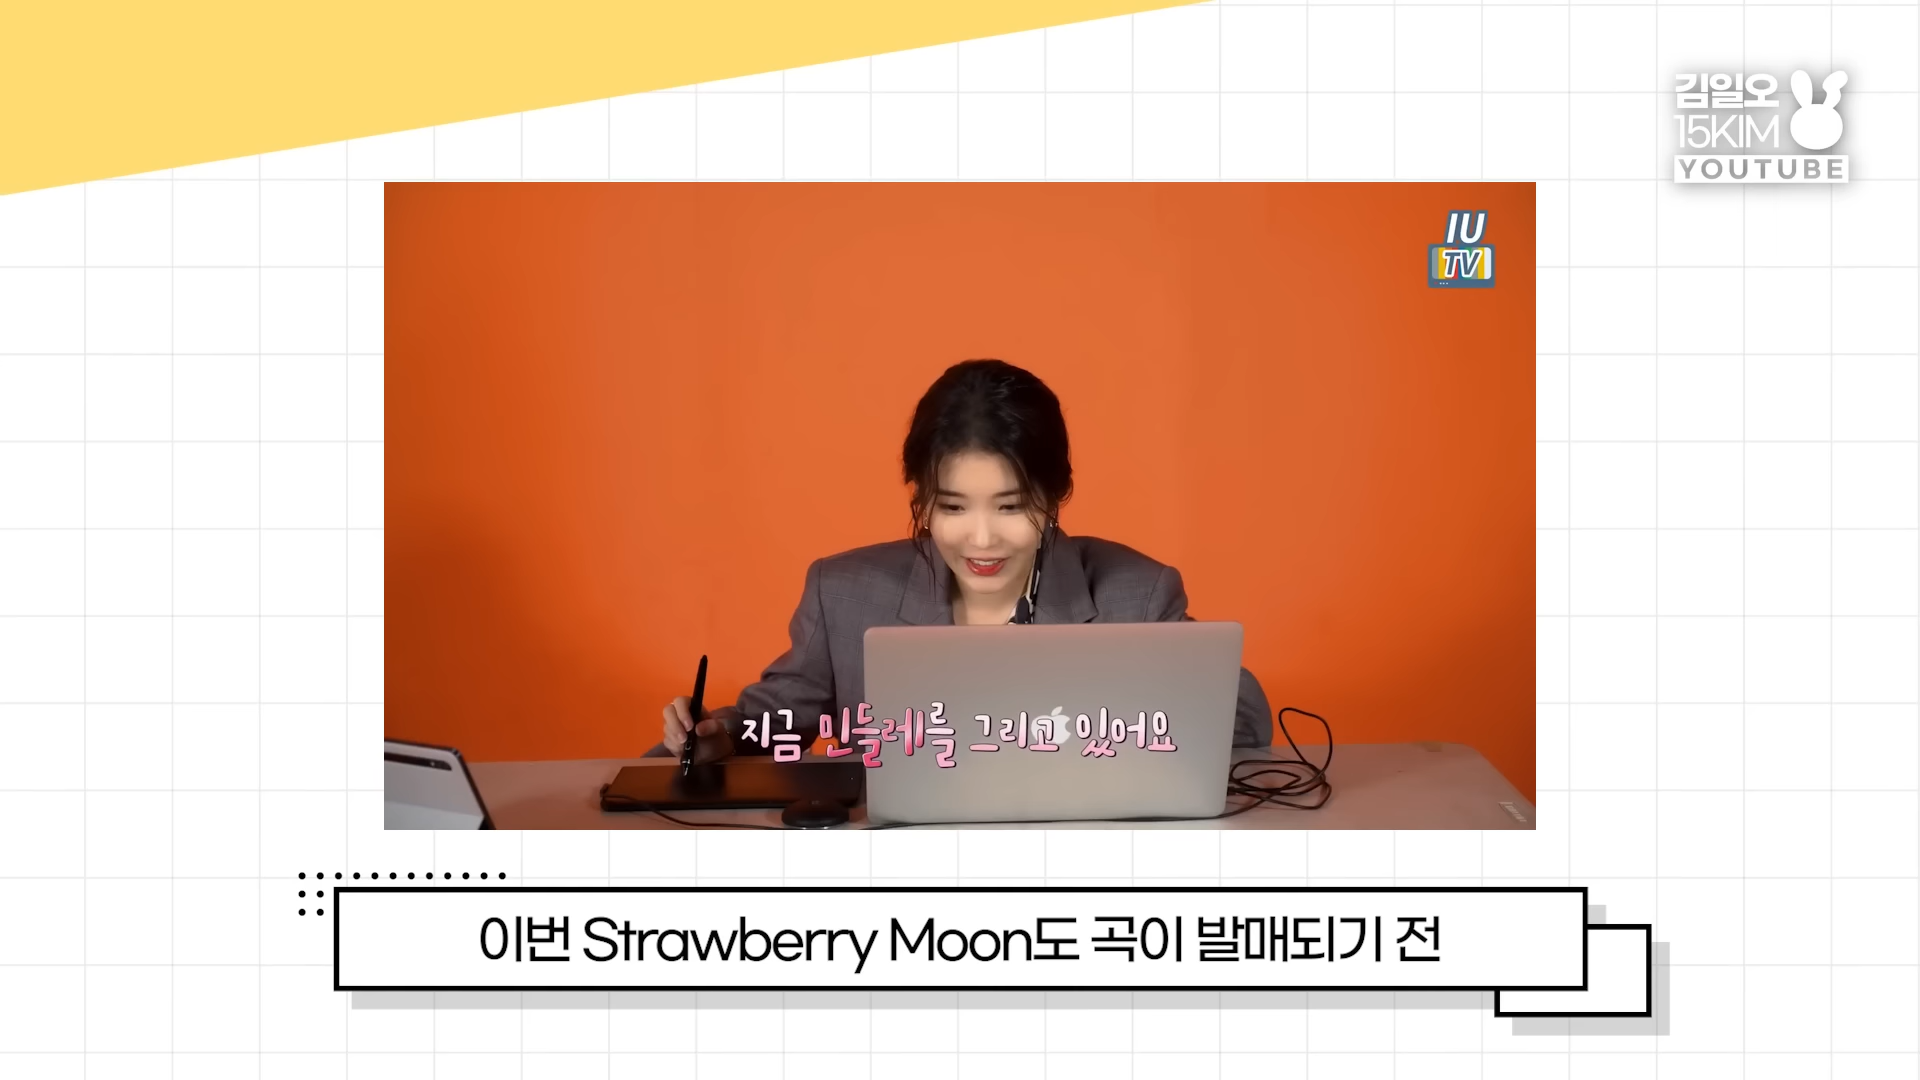 김일오
15KIM
YOUTUBE
IU
TV
지금 민들레를 그리고 있어요
이번 Strawberry Moon도 곡이 발매되기 전